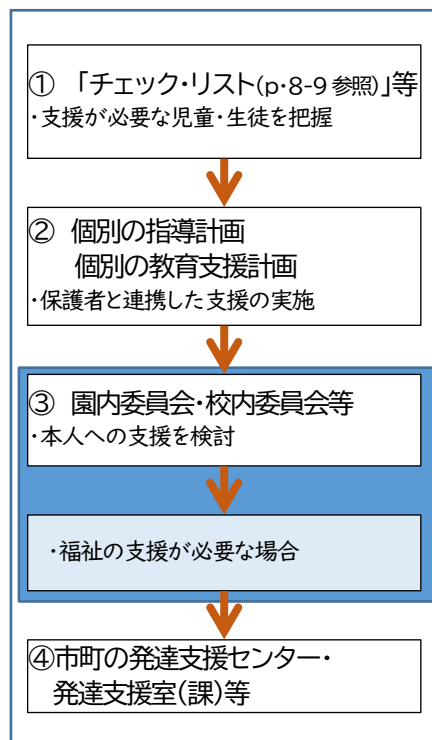 ① 「チェック・リスト(p・8-9参照)」等
・支援が必要な児童・生徒を把握
② 個別の指導計画
個別の教育支援計画
・保護者と連携した支援の実施
③ 園内委員会・校内委員会等
・本人への支援を検討
・福祉の支援が必要な場合
④市町の発達支援センター・
発達支援室(課)等